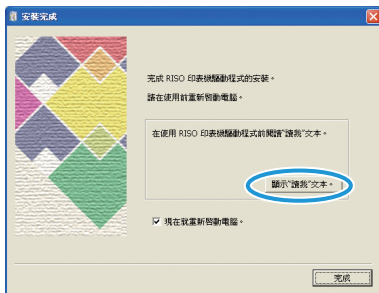 安裝完成
完成 RISO 印表機驅動程式的安裝。
請在使用前重新啓動電腦。
在使用 RISO 印表機驅動程式前閱讀"讀我"文本。
顯示"讀我"文本。
現在就重新啓動電腦。
完成